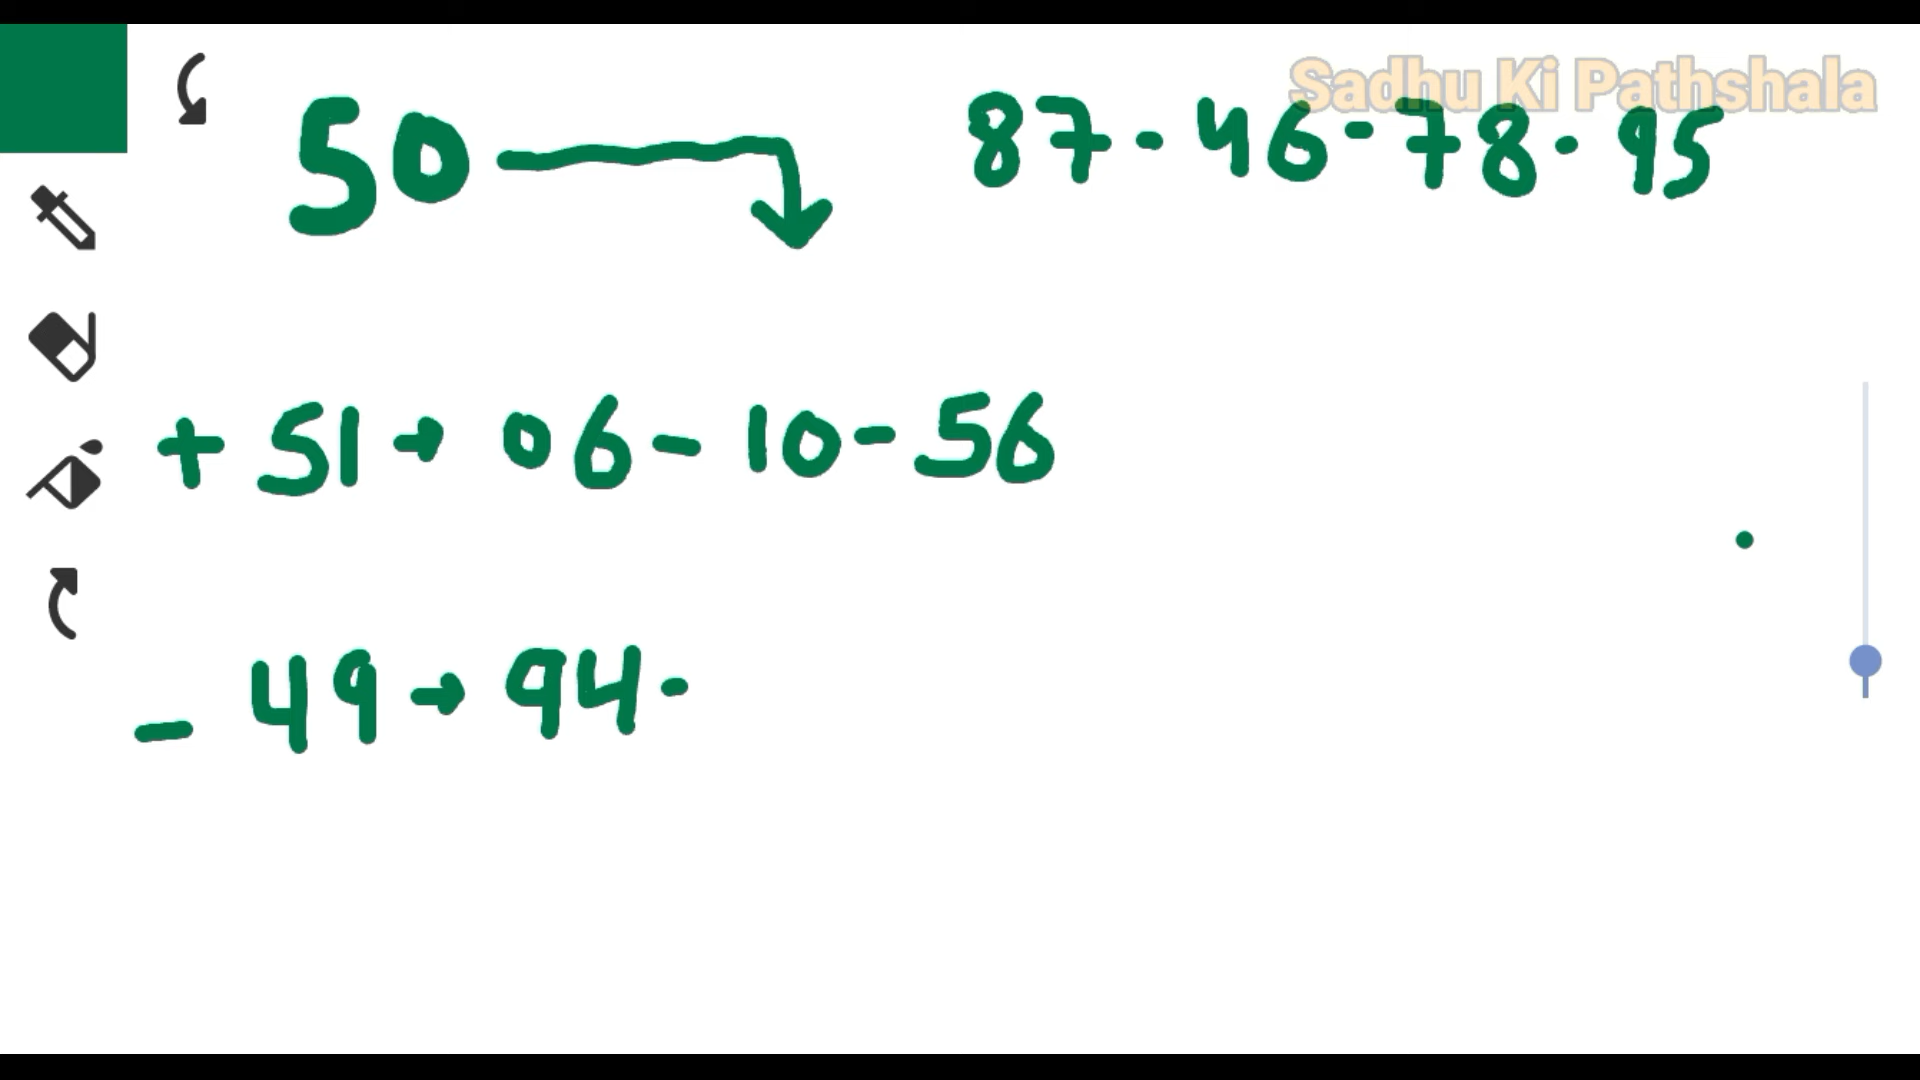 Sadhu Ki Pathshala
50 → 87-46-78-95
+ 51 → 06-10-56
- 49 → 94-